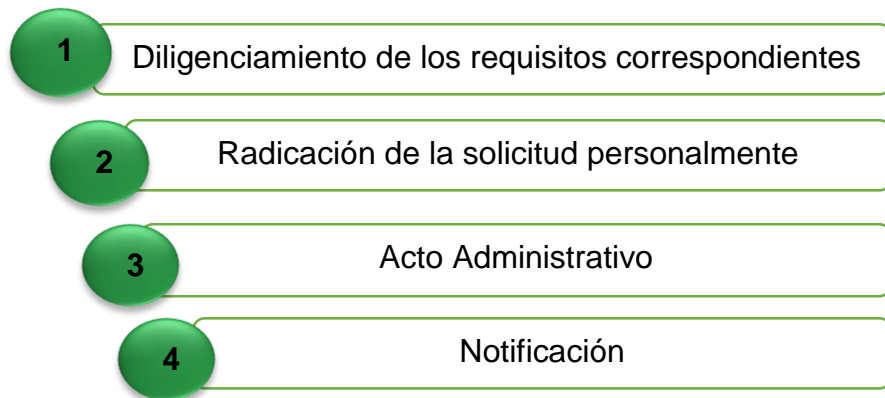 1 Diligenciamiento de los requisitos correspondientes
2 Radicación de la solicitud personalmente
3 Acto Administrativo
4 Notificación